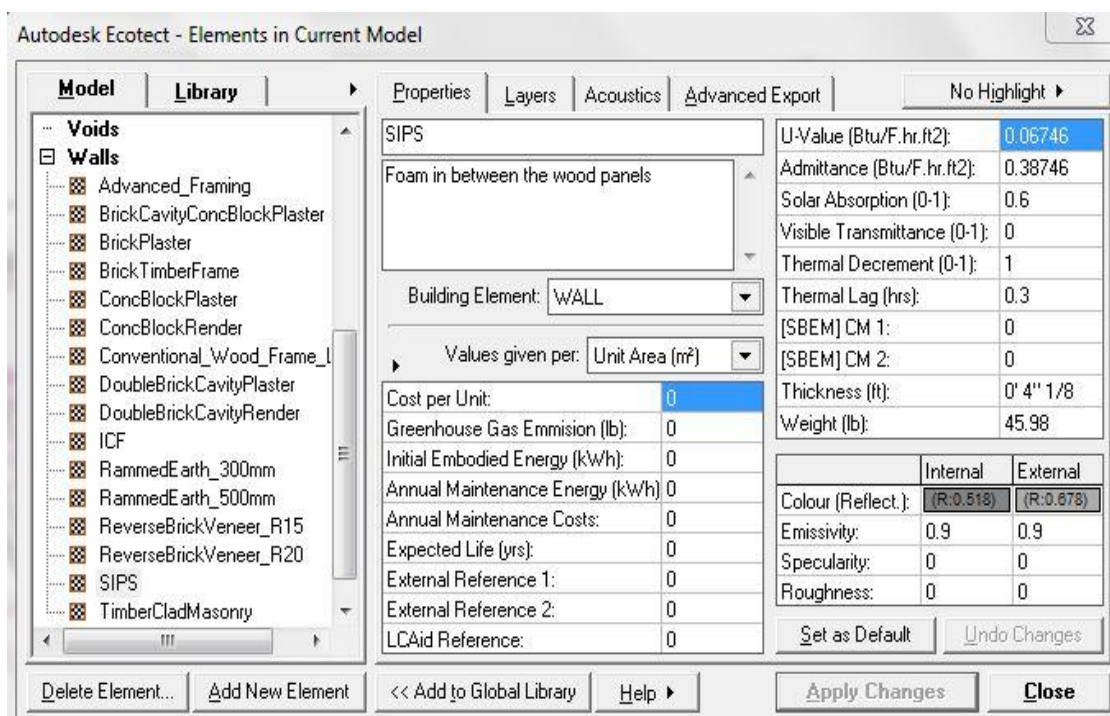 Autodesk Ecotect - Elements in Current Model
Model
Library
Voids
Walls
Advanced_Framing
BrickCavityConcBlockPlaster
BrickPlaster
BrickTimberFrame
ConcBlockPlaster
ConcBlockRender
Conventional_Wood_Frame_L
DoubleBrickCavityPlaster
DoubleBrickCavityRender
ICF
RammedEarth_300mm
RammedEarth_500mm
ReverseBrickVeneer_R15
ReverseBrickVeneer_R20
SIPS
TimberCladMasonry
Delete Element...
Add New Element
Properties
Layers
Acoustics
Advanced Export
No Highlight
SIPS
Foam in between the wood panels
Building Element: WALL
Values given per: Unit Area (m²)
Cost per Unit: 0
Greenhouse Gas Emmision (lb): 0
Initial Embodied Energy (kWh): 0
Annual Maintenance Energy (kWh) 0
Annual Maintenance Costs: 0
Expected Life (yrs): 0
External Reference 1: 0
External Reference 2: 0
LCAid Reference: 0
<< Add to Global Library
Help
U-Value (Btu/F.hr.ft2): 0.06746
Admittance (Btu/F.hr.ft2): 0.38746
Solar Absorption (0-1): 0.6
Visible Transmittance (0-1): 0
Thermal Decrement (0-1): 1
Thermal Lag (hrs): 0.3
[SBEM] CM 1: 0
[SBEM] CM 2: 0
Thickness (ft): 0' 4" 1/8
Weight (lb): 45.98
Internal External
Colour (Reflect.): (R:0.518) (R:0.678)
Emissivity: 0.9 0.9
Specularity: 0 0
Roughness: 0 0
Set as Default
Undo Changes
Apply Changes
Close